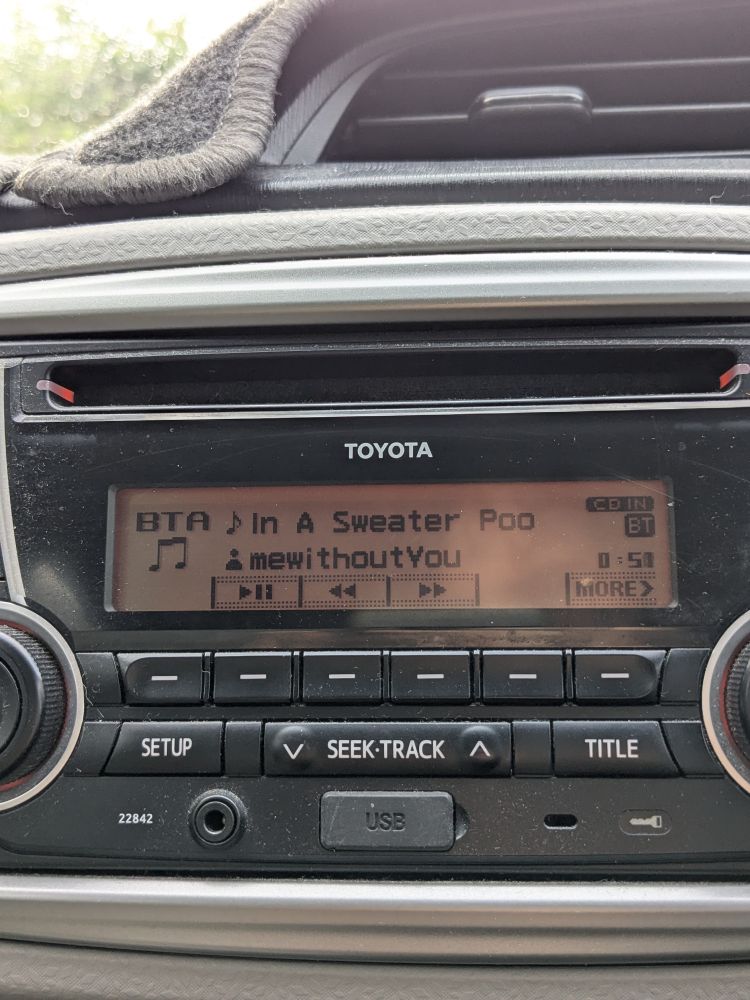 TOYOTA
BTA ♪In A Sweater Poo CD IN
BT
mewithoutYou 0:51
MORE>
SETUP SEEK·TRACK TITLE
22842 USB